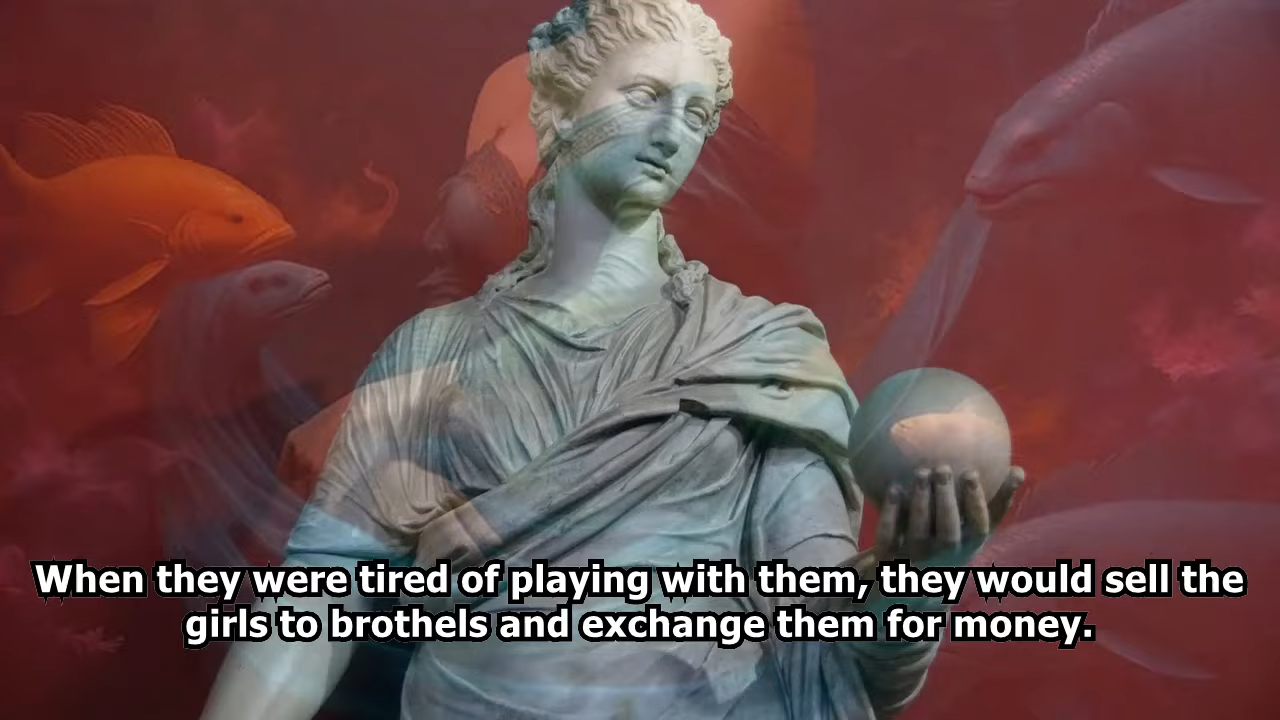 When they were tired of playing with them, they would sell the
girls to brothels and exchange them for money.